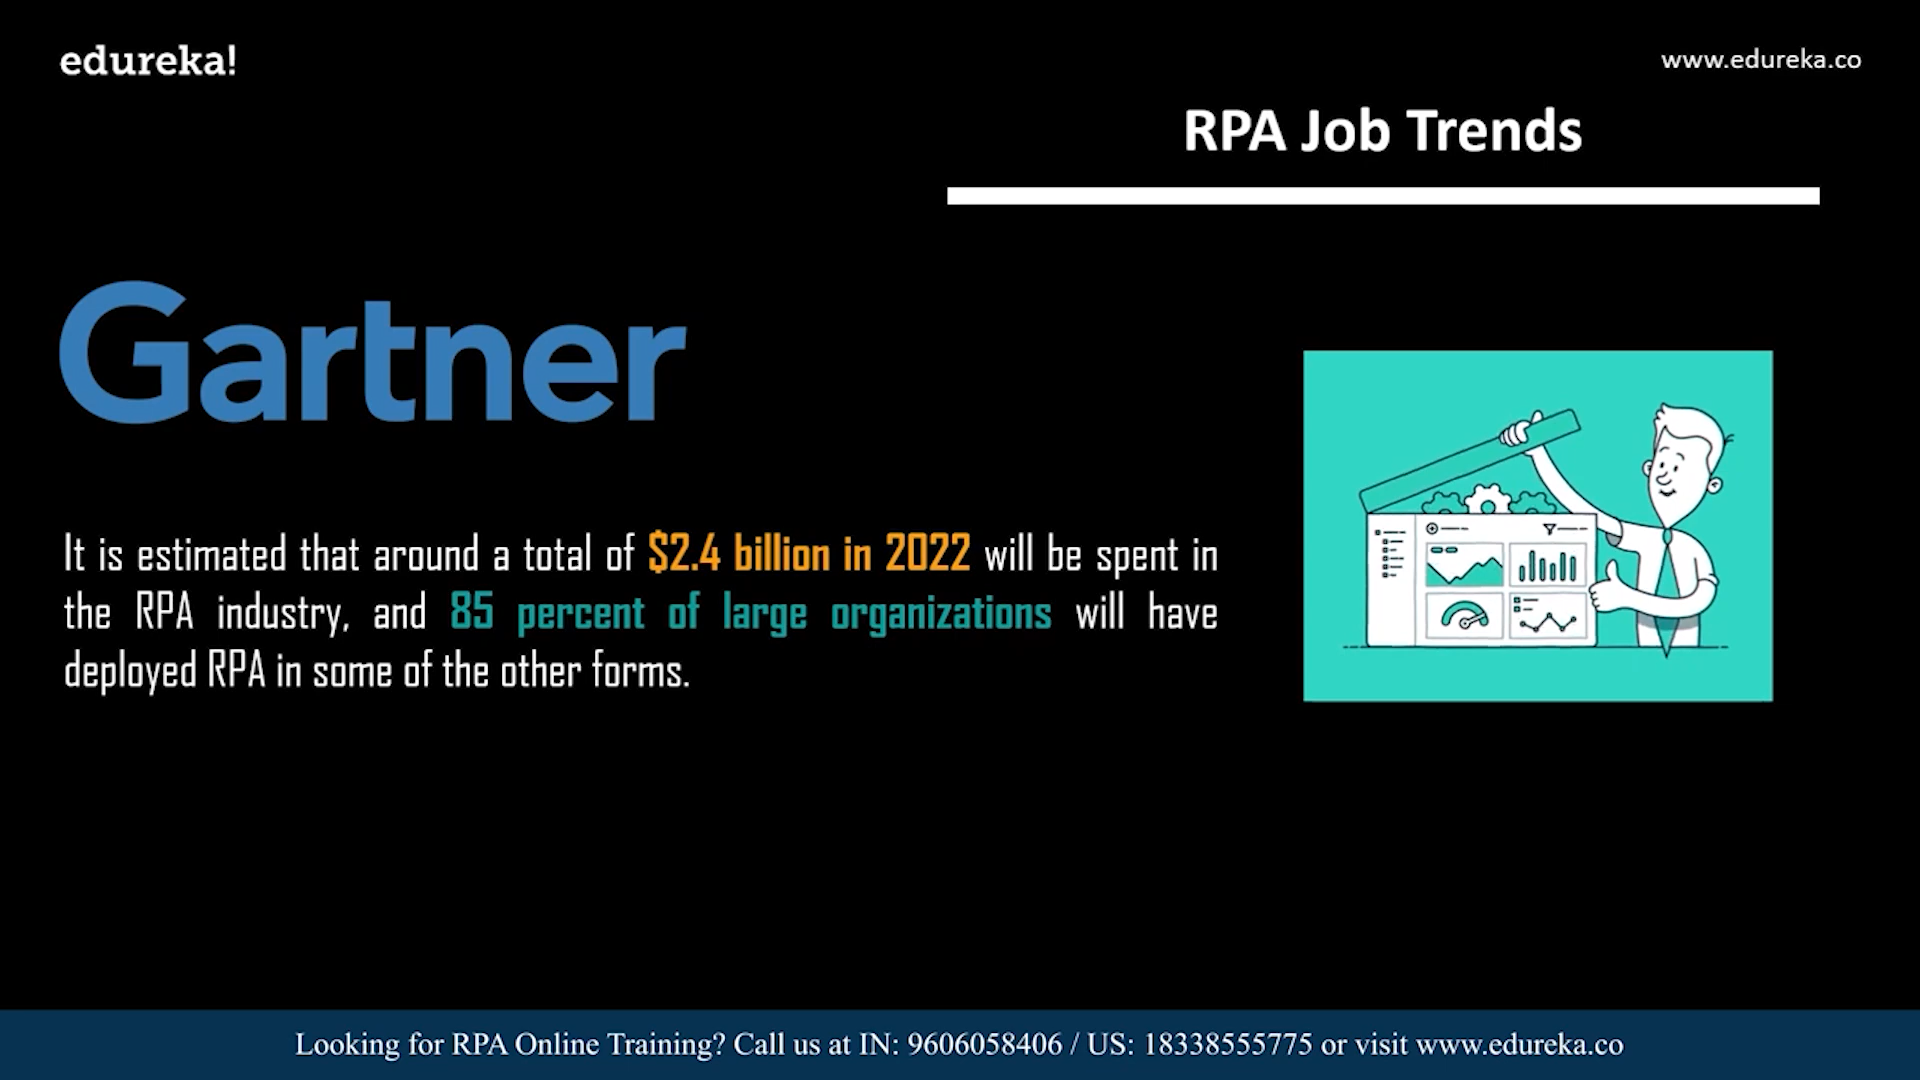 edureka!
www.edureka.co
RPA Job Trends
Gartner
It is estimated that around a total of $2.4 billion in 2022 will be spent in
the RPA industry, and 85 percent of large organizations will have
deployed RPA in some of the other forms.
Looking for RPA Online Training? Call us at IN: 9606058406 / US: 18338555775 or visit www.edureka.co